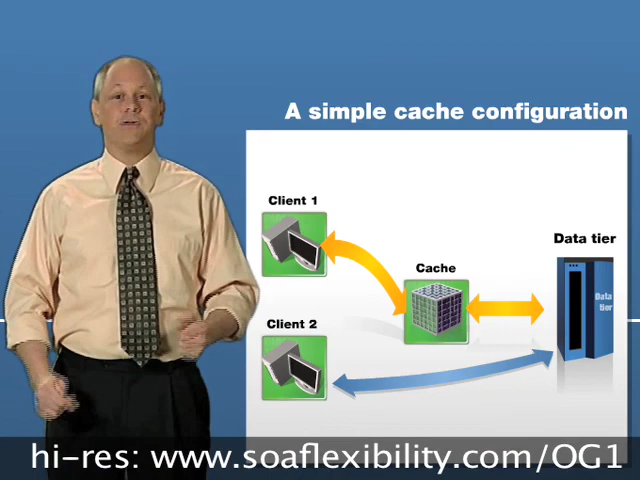 A simple cache configuration
Client 1
Data tier
Cache
Data
tier
Client 2
hi-res: www.soaflexibility.com/OG1